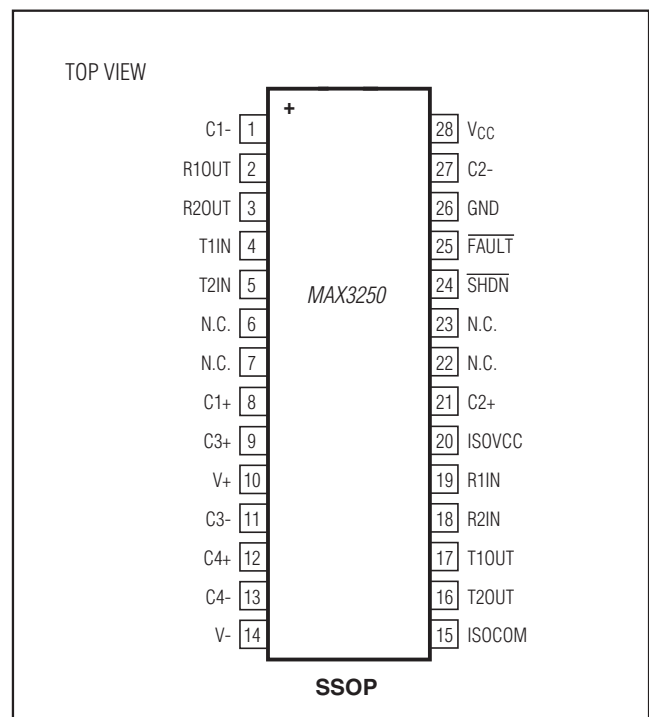 TOP VIEW
+
C1- 1
R1OUT 2
R2OUT 3
T1IN 4
T2IN 5
N.C. 6
N.C. 7
C1+ 8
C3+ 9
V+ 10
C3- 11
C4+ 12
C4- 13
V- 14
MAX3250
28 VCC
27 C2-
26 GND
25 FAULT
24 SHDN
23 N.C.
22 N.C.
21 C2+
20 ISOVCC
19 R1IN
18 R2IN
17 T1OUT
16 T2OUT
15 ISOCOM
SSOP